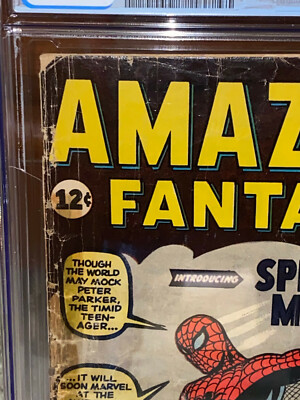 AMAZ
12¢
FANTA
THOUGH
THE WORLD
MAY MOCK
PETER
PARKER,
THE TIMID
TEEN-
AGER...
INTRODUCING
SP
M
...IT WILL
SOON MARVEL
AT THE